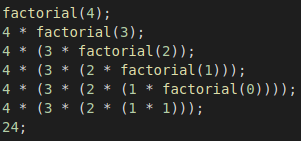 factorial(4);
4 * factorial(3);
4 * (3 * factorial(2));
4 * (3 * (2 * factorial(1)));
4 * (3 * (2 * (1 * factorial(0))));
4 * (3 * (2 * (1 * 1)));
24;